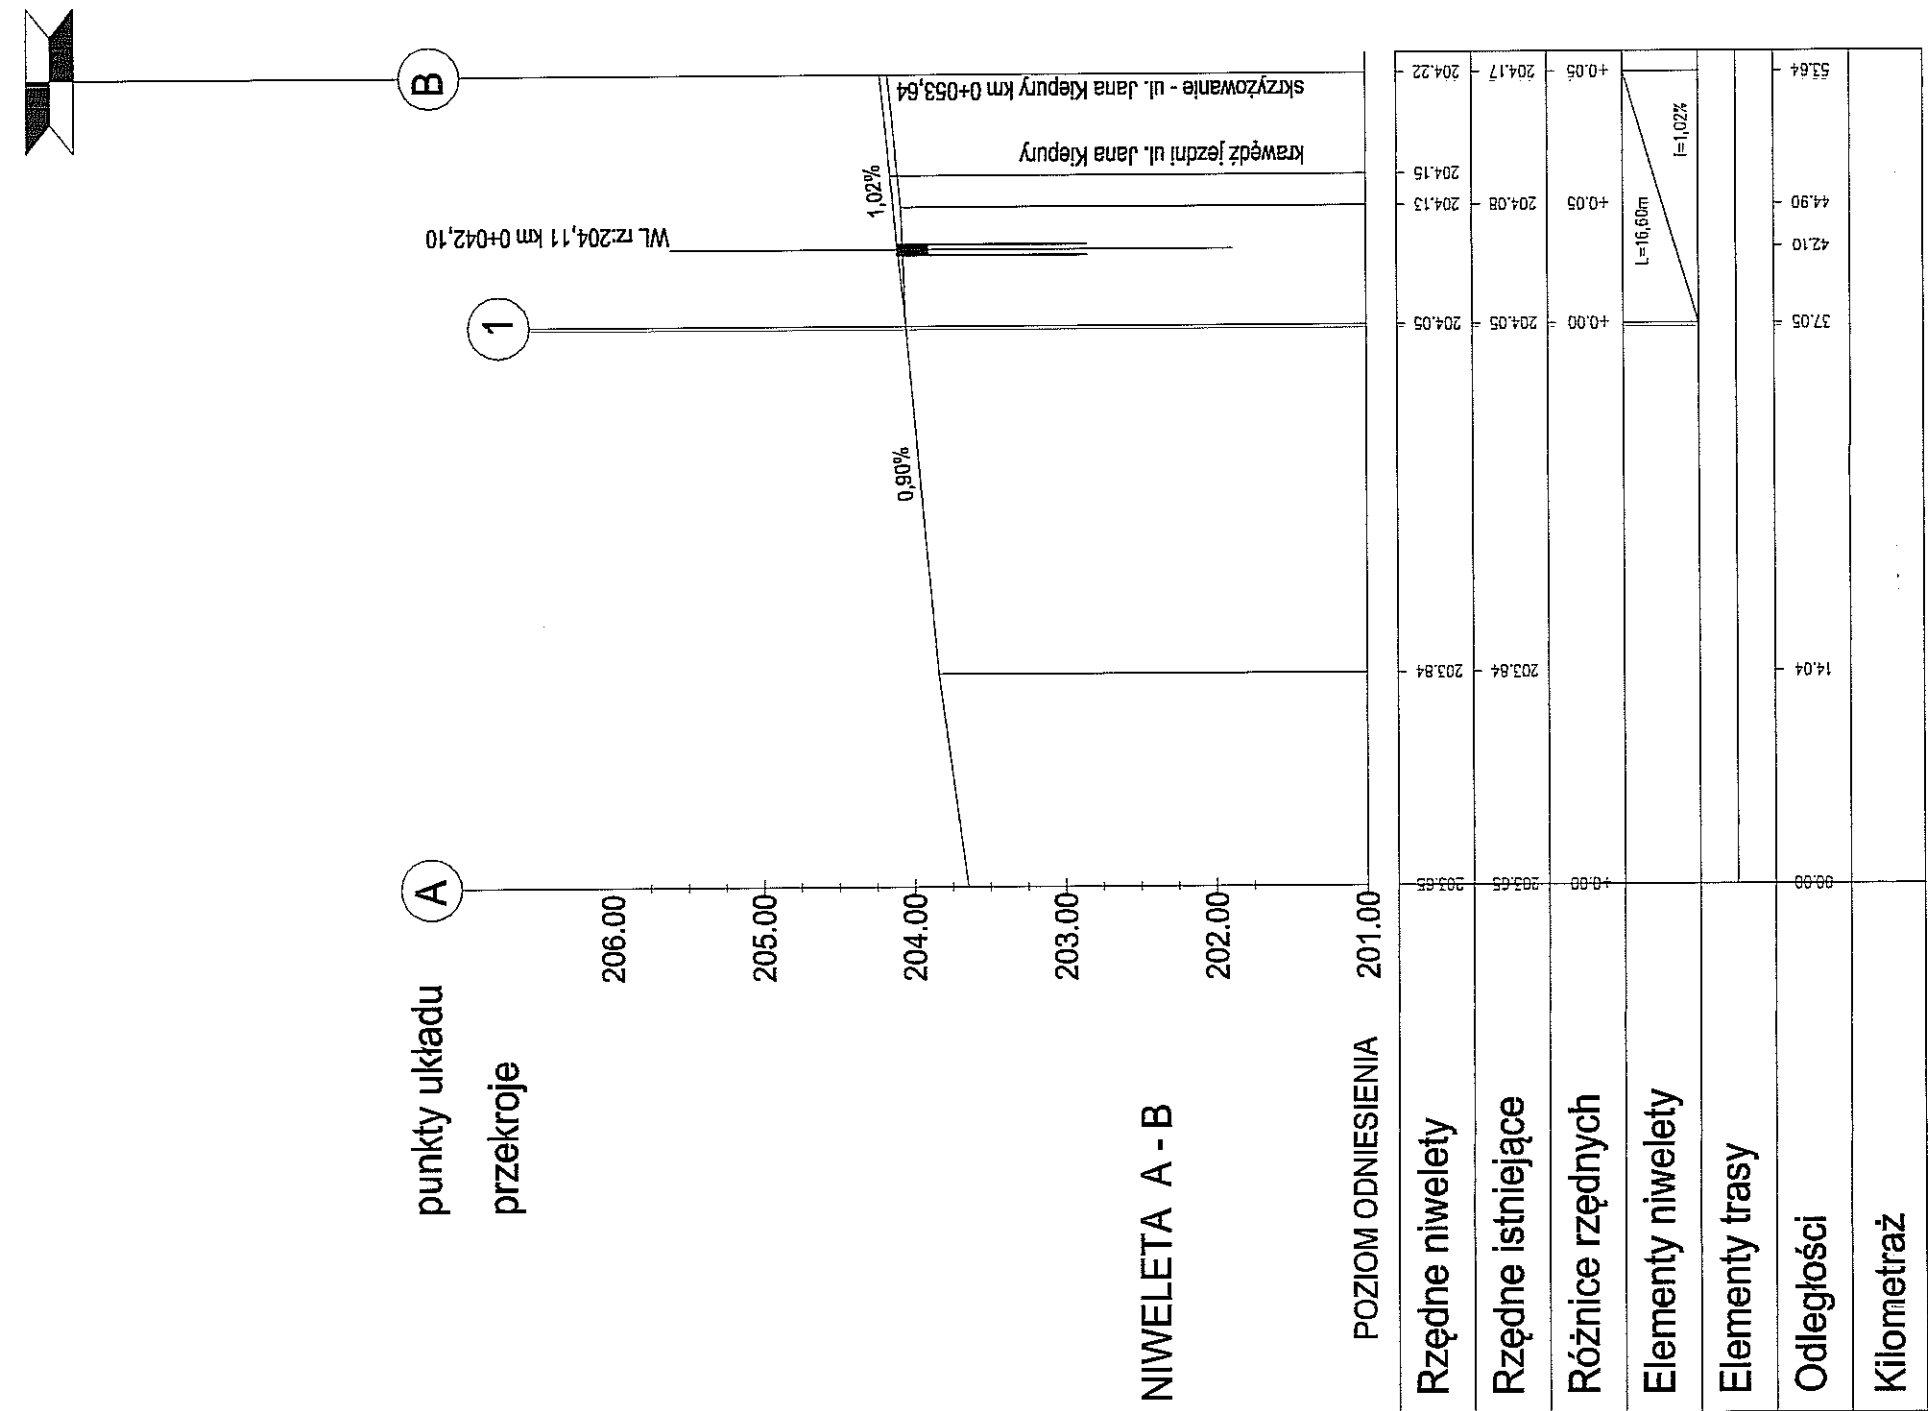 punkty układu
A
B
przekroje
1
WL rz:204,11 km 0+042,10
206.00
205.00
204.00
203.00
202.00
201.00
0,90%
1,02%
skrzyżowanie - ul. Jana Kiepury km 0+053,64
krawędź jezdni ul. Jana Kiepury
NIWELETA A - B
POZIOM ODNIESIENIA
Rzędne niwelety
203.65 203.84 204.05 204.13 204.15 204.22
Rzędne istniejące
203.65 203.84 204.05 204.08 204.17
Różnice rzędnych
+0.00 +0.00 +0.05 +0.05
Elementy niwelety
L=16,60m
i=1,02%
Elementy trasy
Odległości
00.00 14.04 37.05 42.10 44.90 53.64
Kilometraż